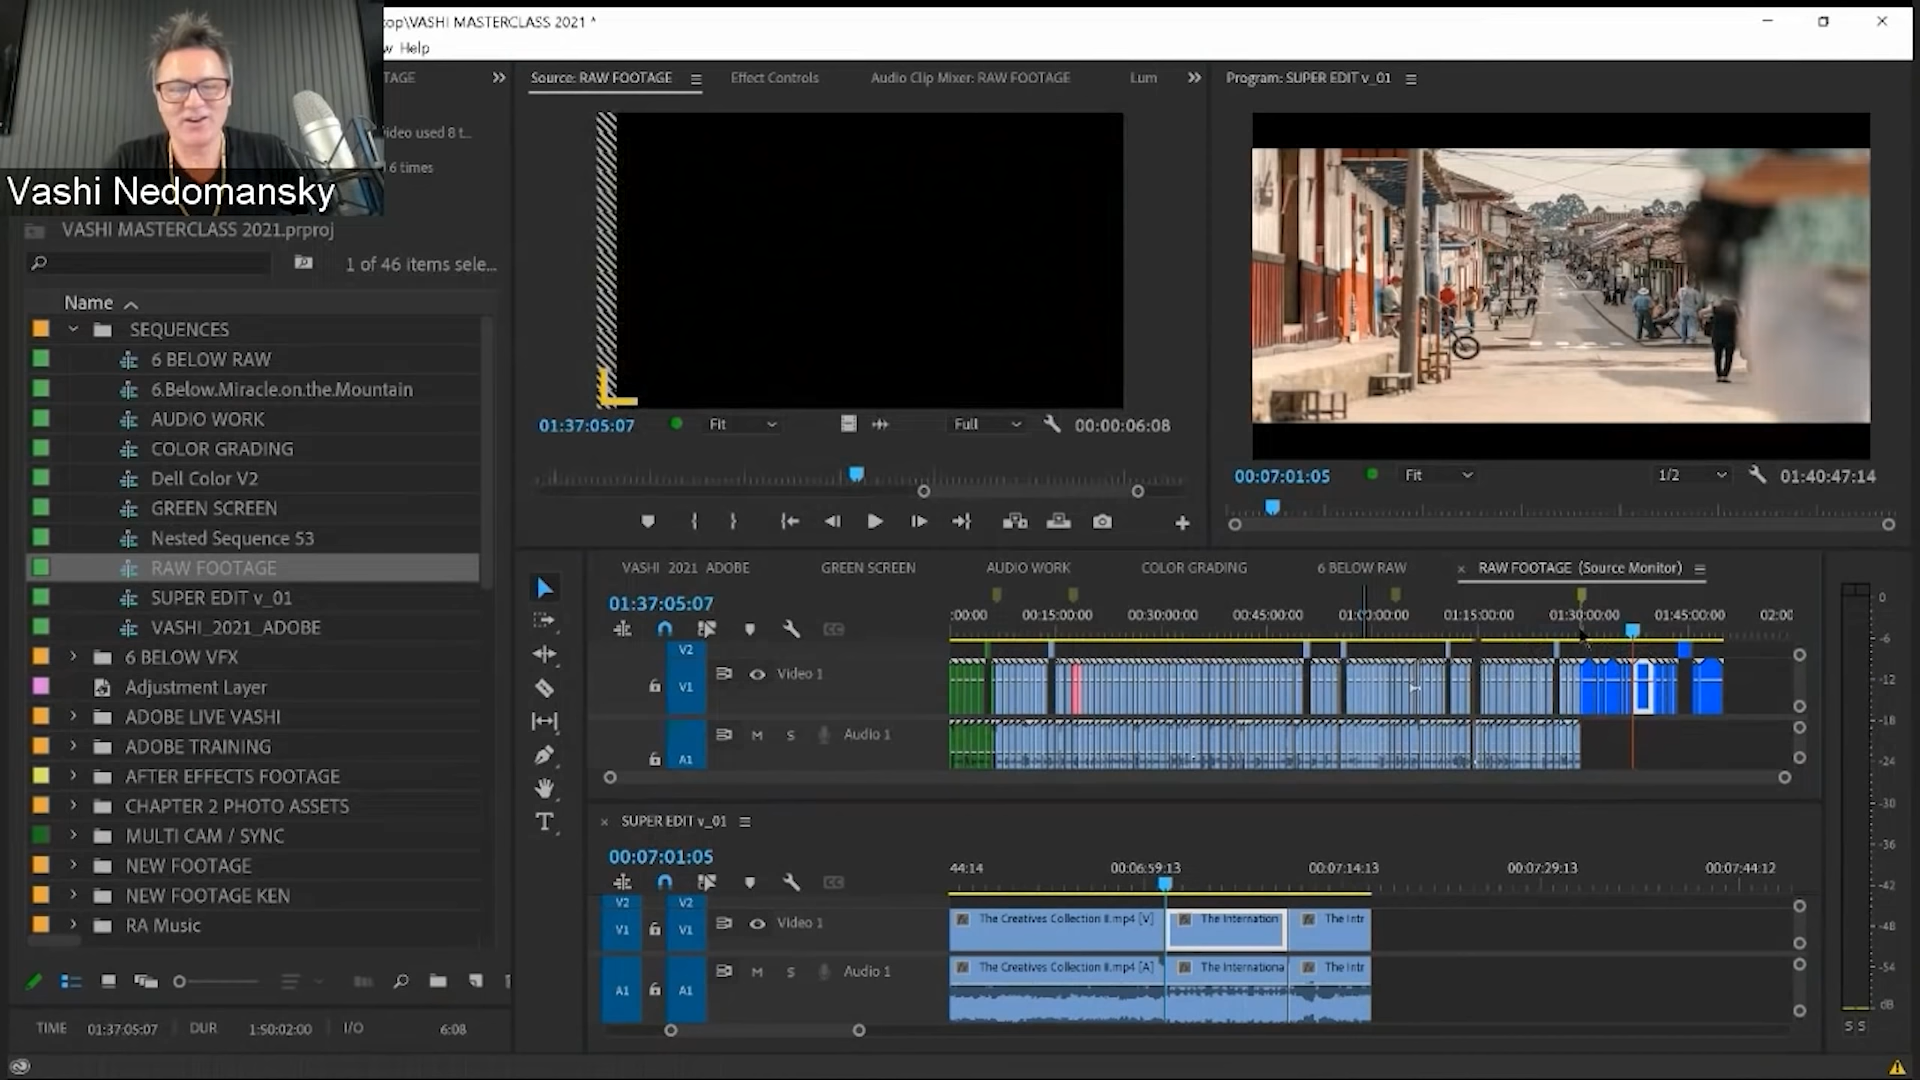 op\VASHI MASTERCLASS 2021 *
w Help
TAGE
Source: RAW FOOTAGE
Effect Controls
Audio Clip Mixer: RAW FOOTAGE
Lum
Program: SUPER EDIT v_01
ideo used 8 t...
6 times
Vashi Nedomansky
VASHI MASTERCLASS 2021.prproj
1 of 46 items sele...
Name
SEQUENCES
6 BELOW RAW
6.Below.Miracle.on.the.Mountain
AUDIO WORK
COLOR GRADING
Dell Color V2
GREEN SCREEN
Nested Sequence 53
RAW FOOTAGE
SUPER EDIT v_01
VASHI_2021_ADOBE
6 BELOW VFX
Adjustment Layer
ADOBE LIVE VASHI
ADOBE TRAINING
AFTER EFFECTS FOOTAGE
CHAPTER 2 PHOTO ASSETS
MULTI CAM / SYNC
NEW FOOTAGE
NEW FOOTAGE KEN
RA Music
TIME 01:37:05:07 DUR 1:50:02:00 I/O 6:08
01:37:05:07 Fit Full 00:00:06:08
00:07:01:05 Fit 1/2 01:40:47:14
VASHI 2021 ADOBE
GREEN SCREEN
AUDIO WORK
COLOR GRADING
6 BELOW RAW
RAW FOOTAGE (Source Monitor)
01:37:05:07
:00:00 00:15:00:00 00:30:00:00 00:45:00:00 01:00:00:00 01:15:00:00 01:30:00:00 01:45:00:00 02:00
V2
V1 Video 1
M S Audio 1
A1
SUPER EDIT v_01
00:07:01:05
44:14 00:06:59:13 00:07:14:13 00:07:29:13 00:07:44:12
V2 V2
V1 V1 Video 1
The Creatives Collection II.mp4 [V] The Internation The Intr
M S Audio 1
The Creatives Collection II.mp4 [A] The Internationa The Intr
A1 A1
0
-6
-12
-18
-24
-30
-36
-42
-48
-54
dB
S S